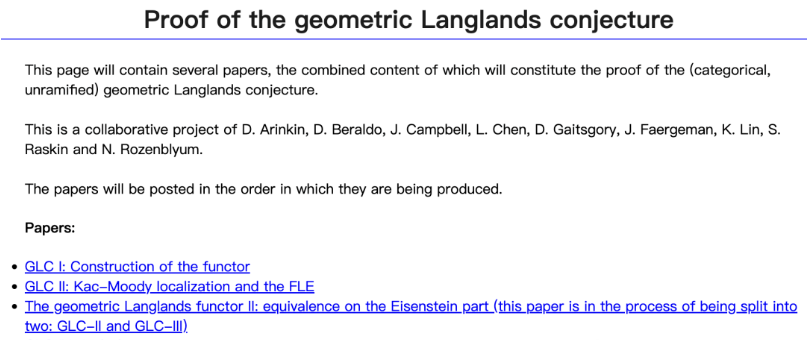 Proof of the geometric Langlands conjecture
This page will contain several papers, the combined content of which will constitute the proof of the (categorical,
unramified) geometric Langlands conjecture.
This is a collaborative project of D. Arinkin, D. Beraldo, J. Campbell, L. Chen, D. Gaitsgory, J. Faergeman, K. Lin, S.
Raskin and N. Rozenblyum.
The papers will be posted in the order in which they are being produced.
Papers:
• GLC I: Construction of the functor
• GLC II: Kac-Moody localization and the FLE
• The geometric Langlands functor II: equivalence on the Eisenstein part (this paper is in the process of being split into
two: GLC-II and GLC-III)